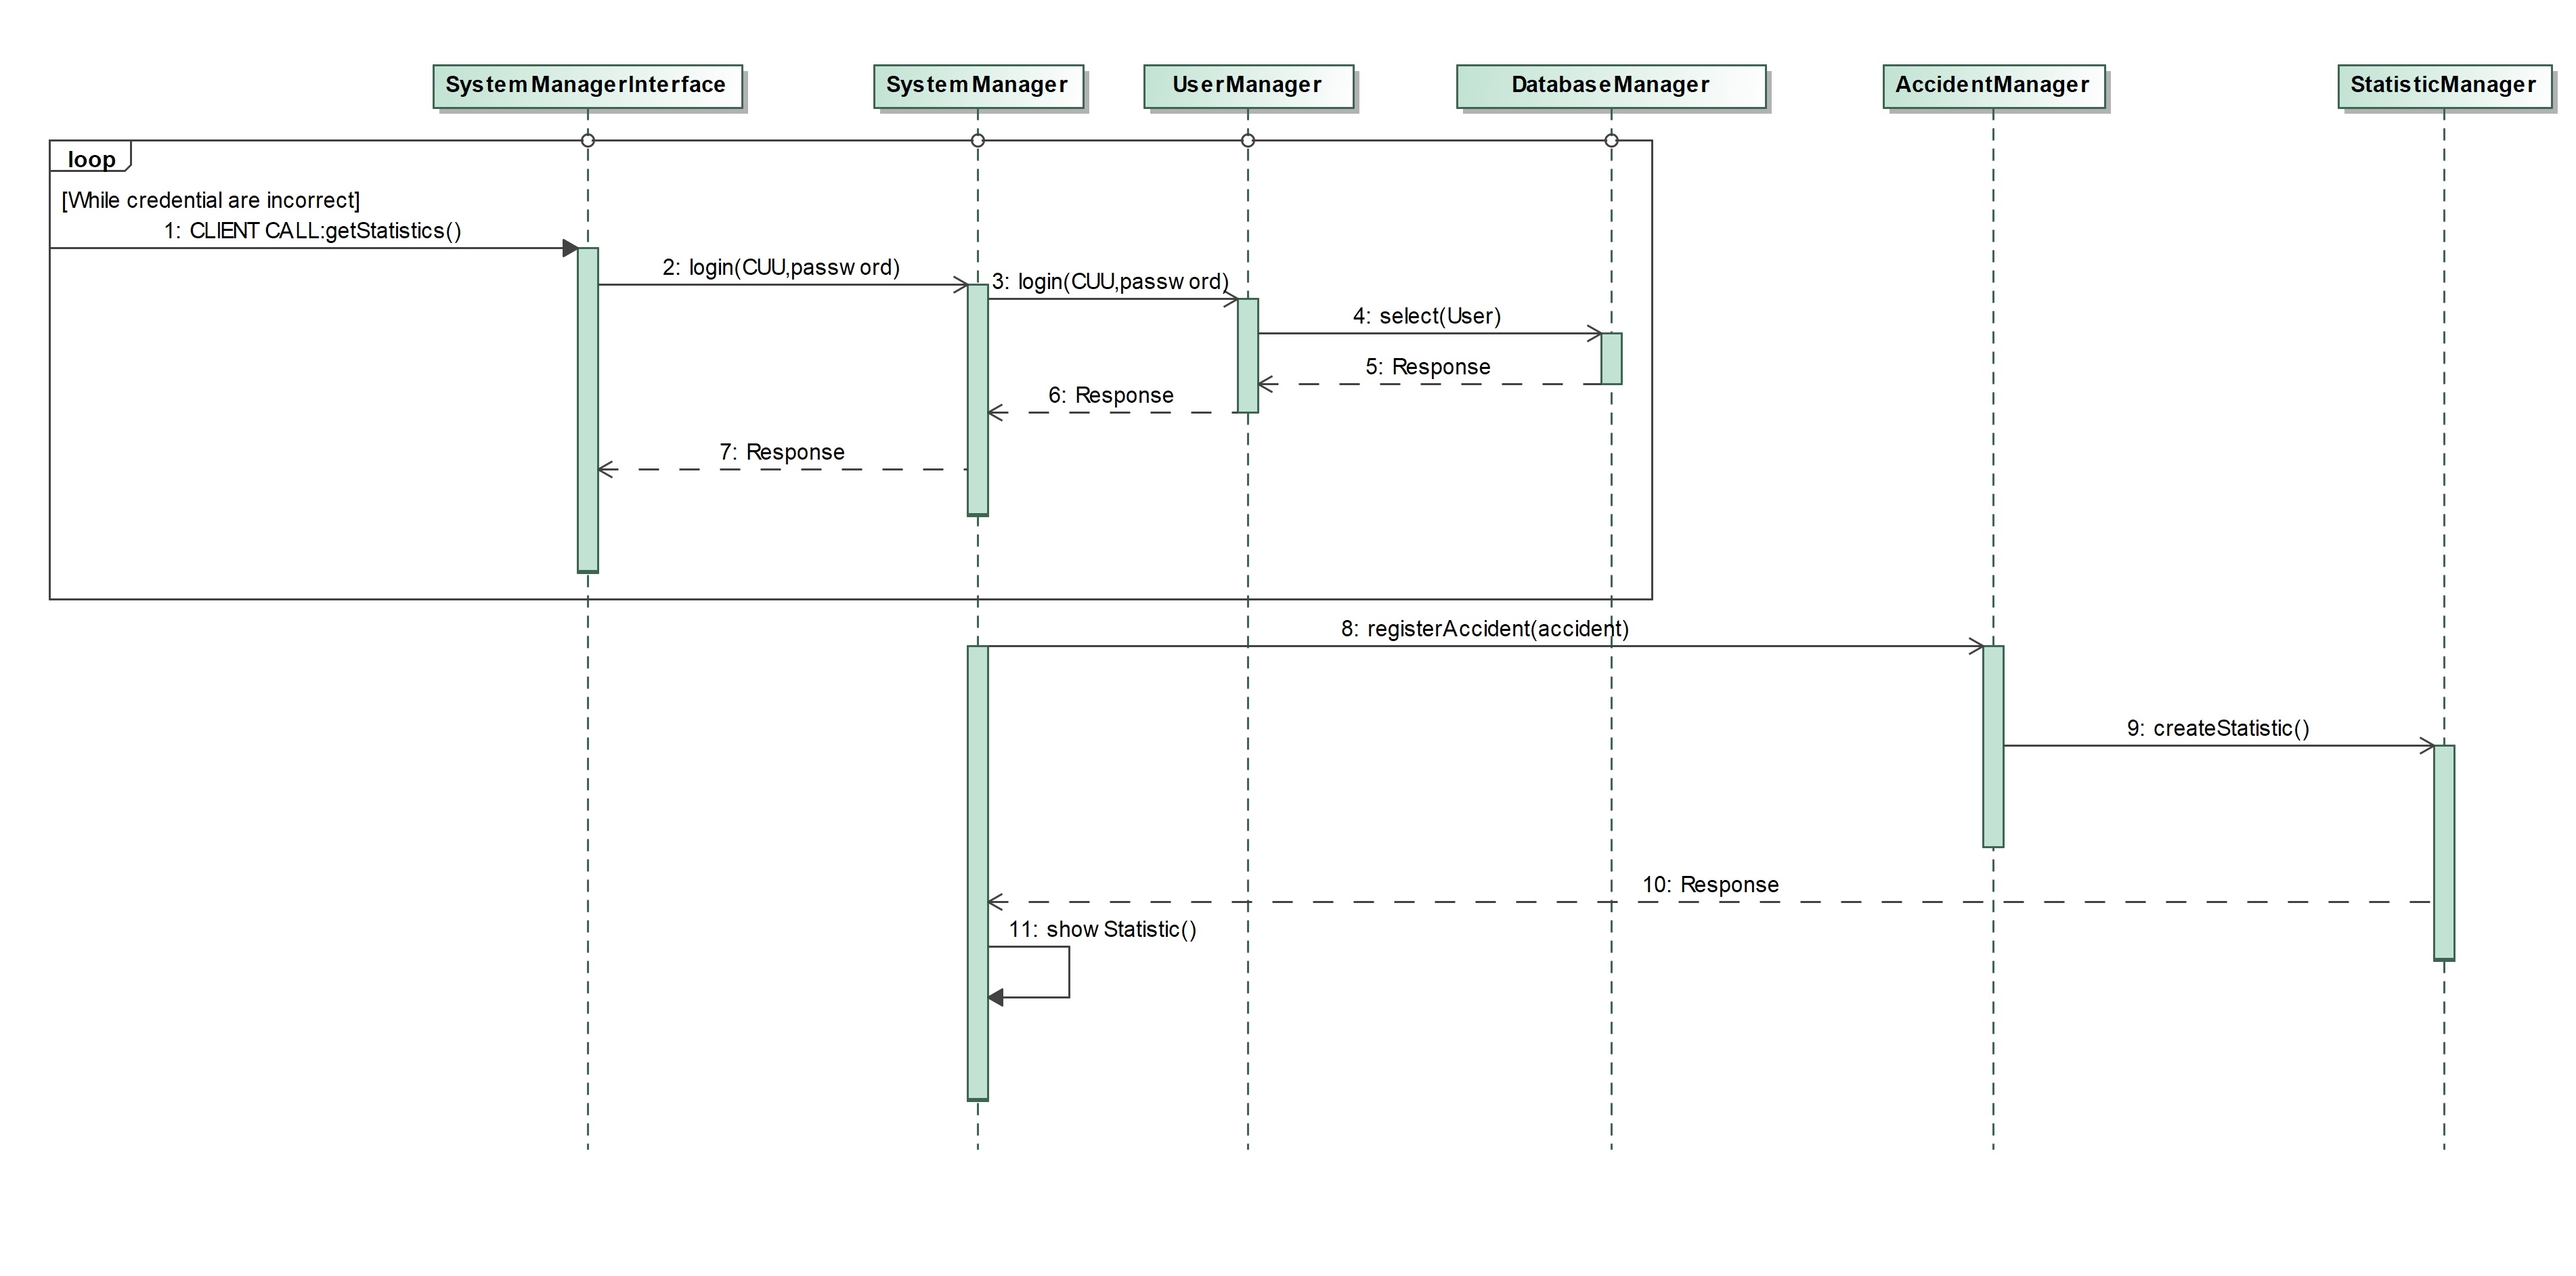 SystemManagerInterface
SystemManager
UserManager
DatabaseManager
AccidentManager
StatisticManager
loop
[While credential are incorrect]
1: CLIENT CALL:getStatistics()
2: login(CUU,password)
3: login(CUU,password)
4: select(User)
5: Response
6: Response
7: Response
8: registerAccident(accident)
9: createStatistic()
10: Response
11: showStatistic()